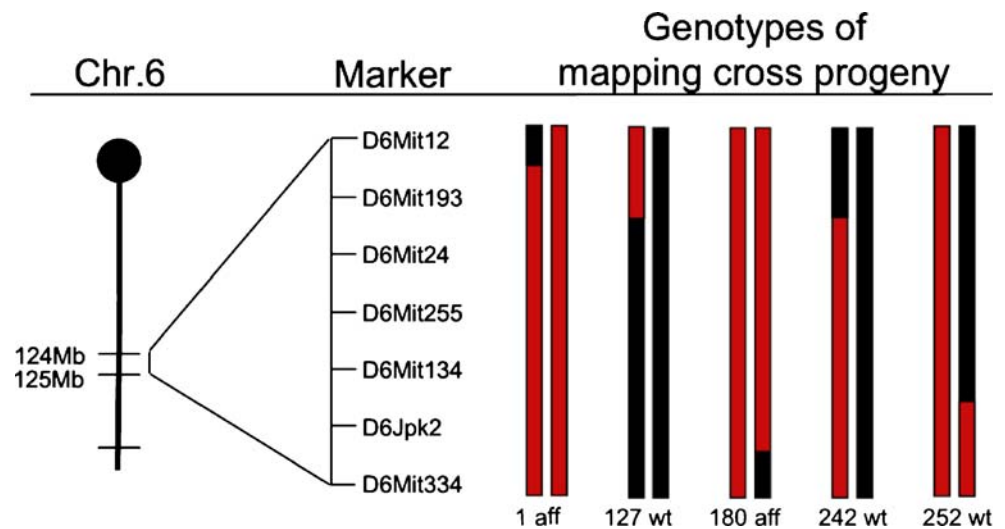 Chr.6
Marker
Genotypes of
mapping cross progeny
D6Mit12
D6Mit193
D6Mit24
D6Mit255
D6Mit134
D6Jpk2
D6Mit334
124Mb
125Mb
1 aff
127 wt
180 aff
242 wt
252 wt